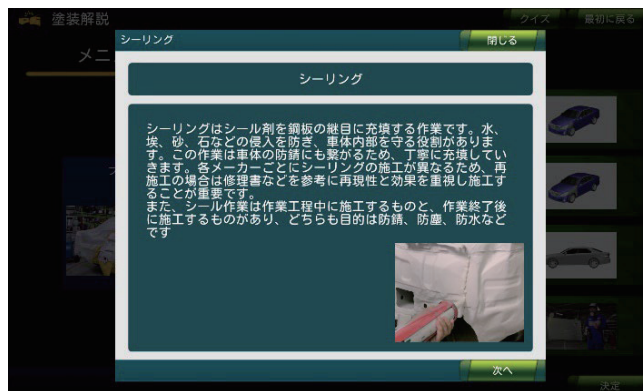 塗装解説
クイズ
最初に戻る
メニ
シーリング
閉じる
シーリング
シーリングはシール剤を鋼板の継目に充填する作業です。水、
埃、砂、石などの侵入を防ぎ、車体内部を守る役割がありま
す。この作業は車体の防錆にも繋がるため、丁寧に充填してい
きます。各メーカーごとにシーリングの施工が異なるため、再
施工の場合は修理書などを参考に再現性と効果を重視し施工す
ることが重要です。
また、シール作業は作業工程中に施工するものと、作業終了後
に施工するものがあり、どちらも目的は防錆、防塵、防水など
です
次へ
決定